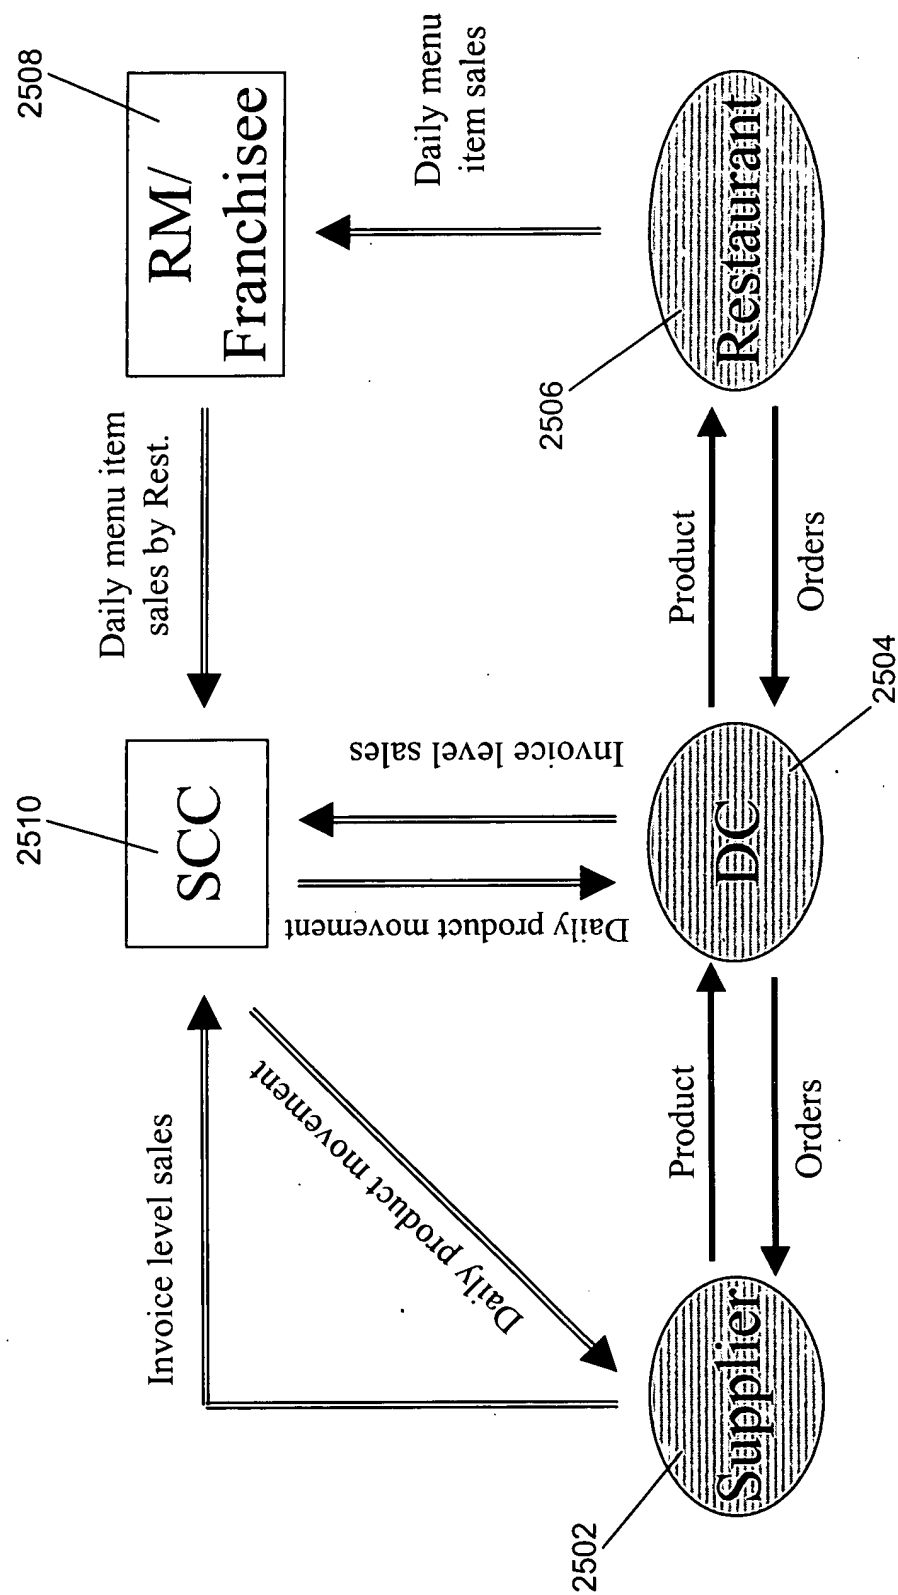 2510
2508
SCC
RM/
Franchisee
Invoice level sales
Daily menu item
sales by Rest.
Daily product movement
Daily product movement
Invoice level sales
Daily menu
item sales
2502
2506
Supplier
Product
DC
Product
Restaurant
Orders
Orders
2504